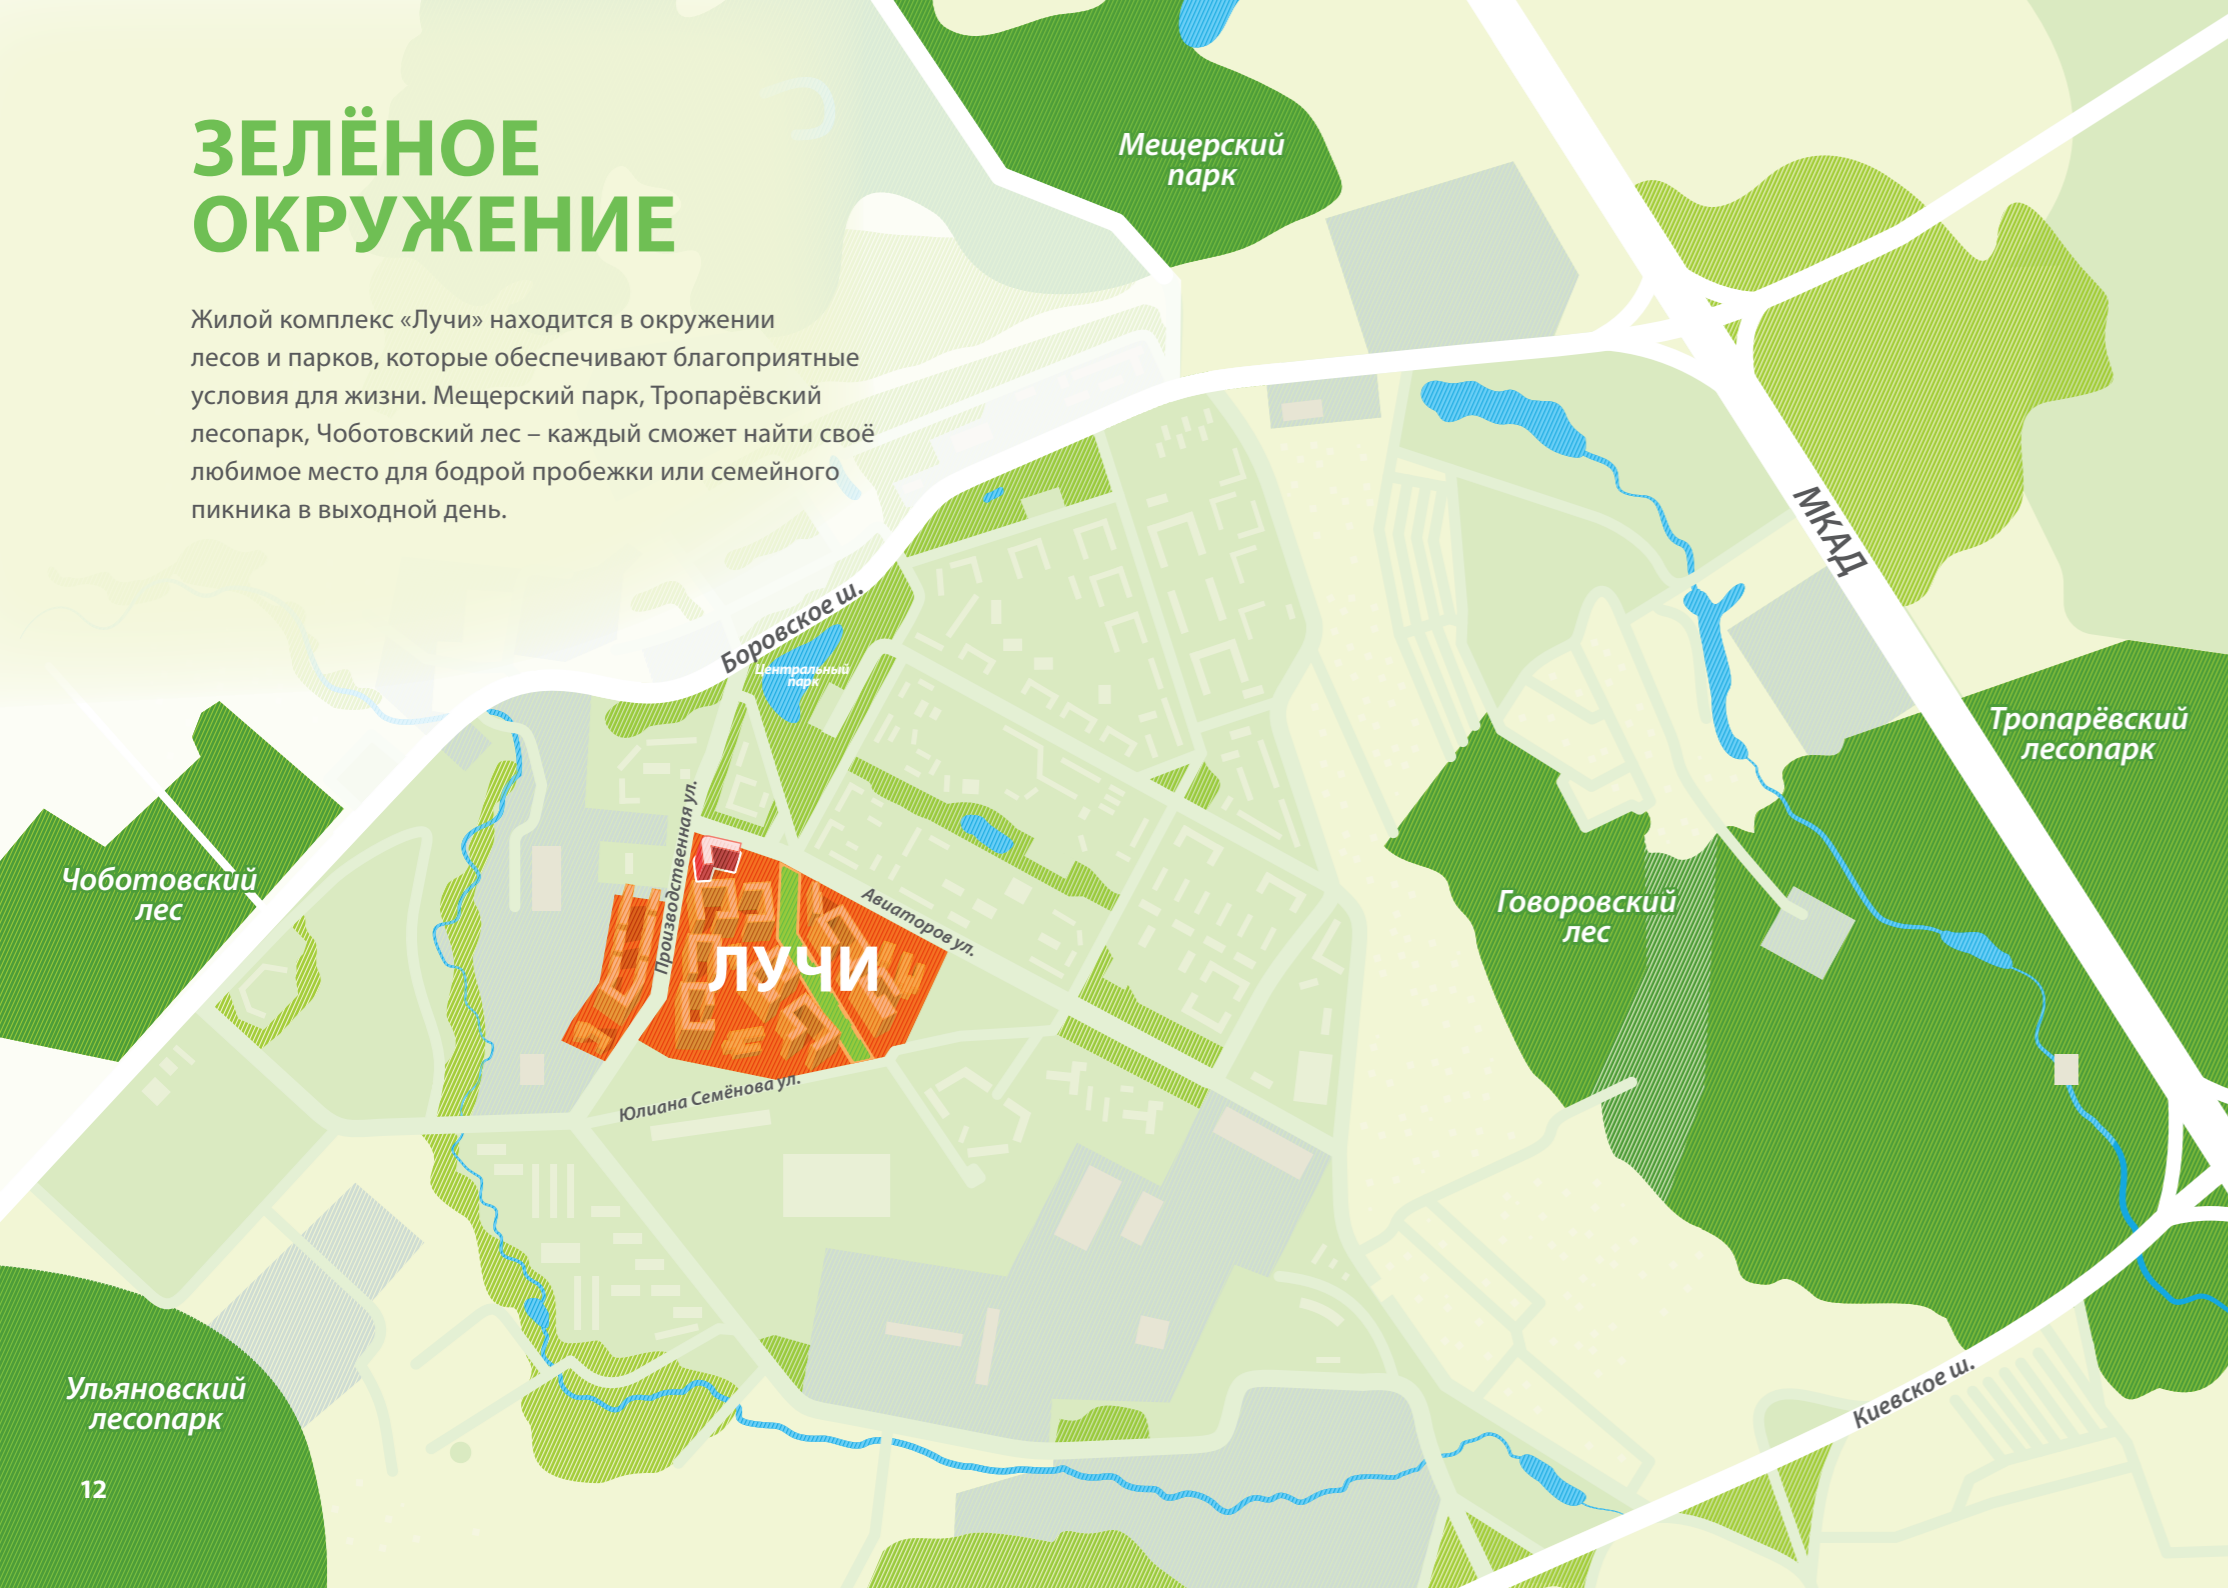 ЗЕЛЁНОЕ
ОКРУЖЕНИЕ
Жилой комплекс «Лучи» находится в окружении
лесов и парков, которые обеспечивают благоприятные
условия для жизни. Мещерский парк, Тропарёвский
лесопарк, Чоботовский лес – каждый сможет найти своё
любимое место для бодрой пробежки или семейного
пикника в выходной день.
Мещерский
парк
МКАД
Боровское ш.
Центральный
парк
Тропарёвский
лесопарк
Производственная ул.
Чоботовский
лес
Авиаторов ул.
Говоровский
лес
ЛУЧИ
Юлиана Семёнова ул.
Киевское ш.
Ульяновский
лесопарк
12